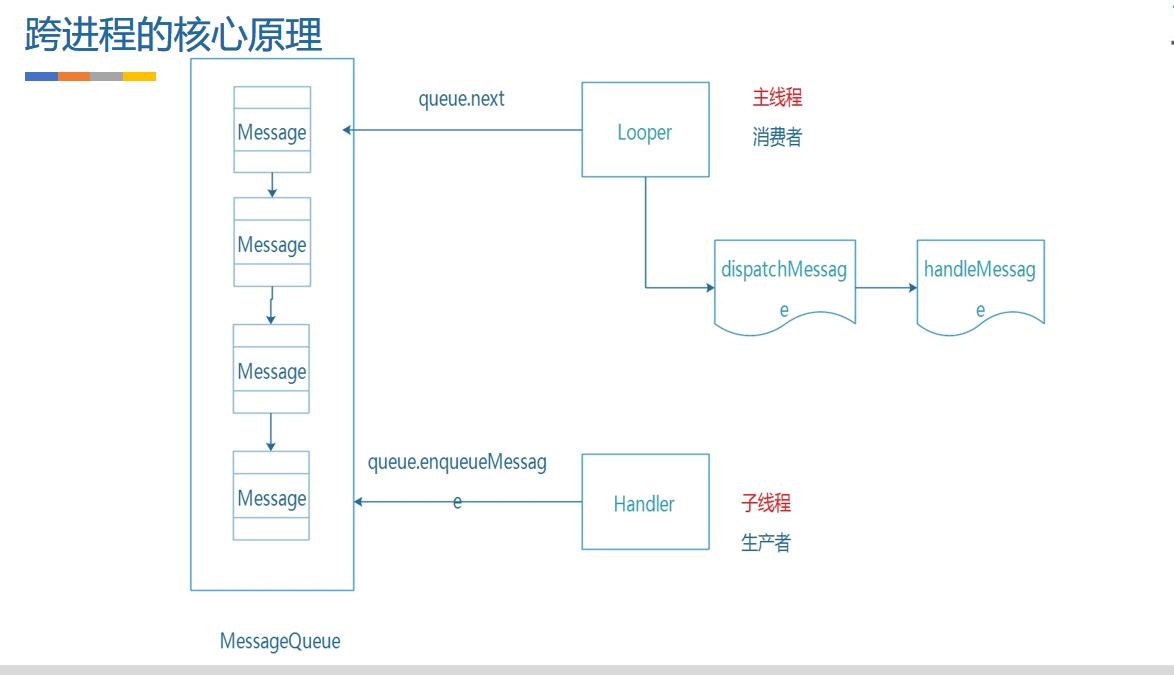 跨进程的核心原理
Message
Message
Message
Message
MessageQueue
queue.next
Looper
主线程
消费者
dispatchMessag
e
handleMessag
e
queue.enqueueMessag
e
Handler
子线程
生产者